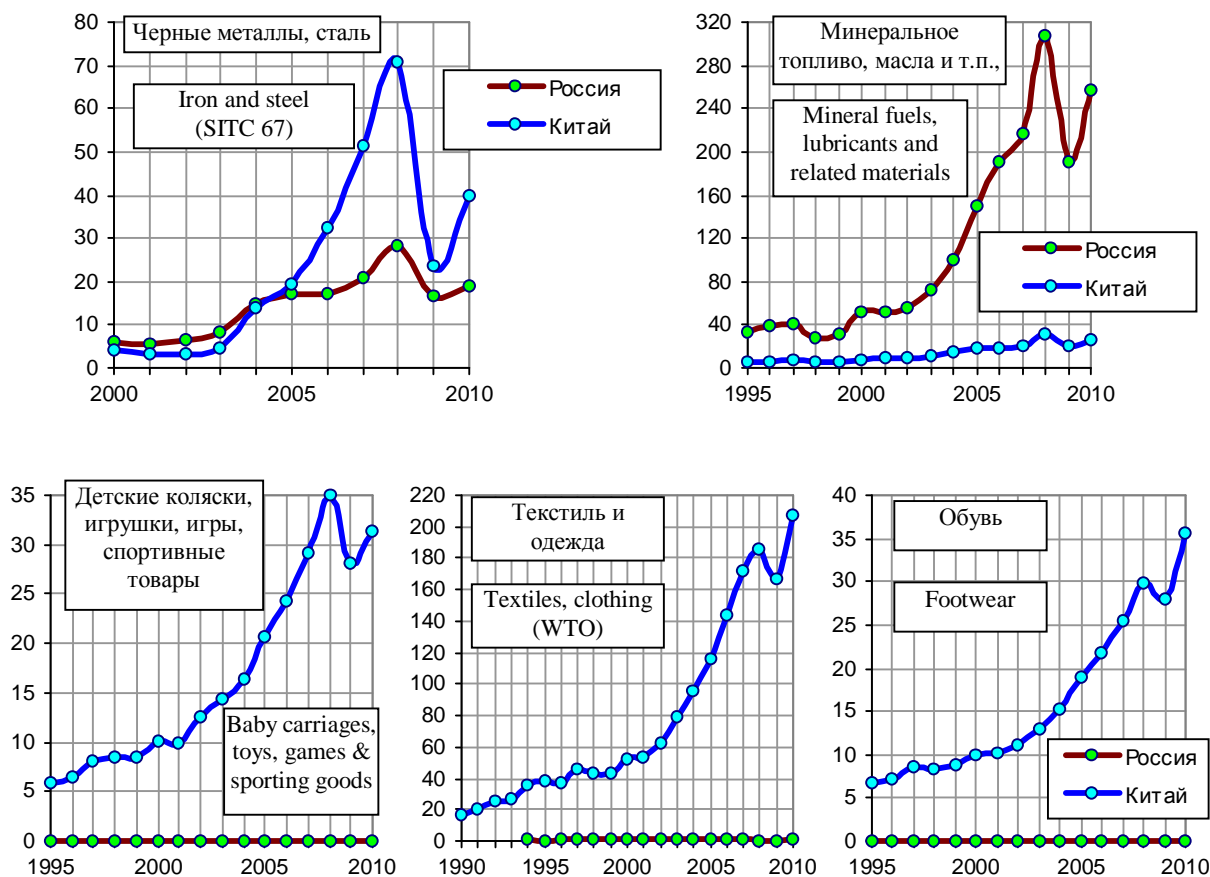 80
70
60
50
40
30
20
10
0
2000
2005
2010
Черные металлы, сталь
Iron and steel
(SITC 67)
Россия
Китай
320
280
240
200
160
120
80
40
0
1995
2000
2005
2010
Минеральное
топливо, масла и т.п.,
Mineral fuels,
lubricants and
related materials
Россия
Китай
35
30
25
20
15
10
5
0
1995
2000
2005
2010
Детские коляски,
игрушки, игры,
спортивные
товары
Baby carriages,
toys, games &
sporting goods
220
200
180
160
140
120
100
80
60
40
20
0
1990
1995
2000
2005
2010
Текстиль и
одежда
Textiles, clothing
(WTO)
40
35
30
25
20
15
10
5
0
1995
2000
2005
2010
Обувь
Footwear
Россия
Китай